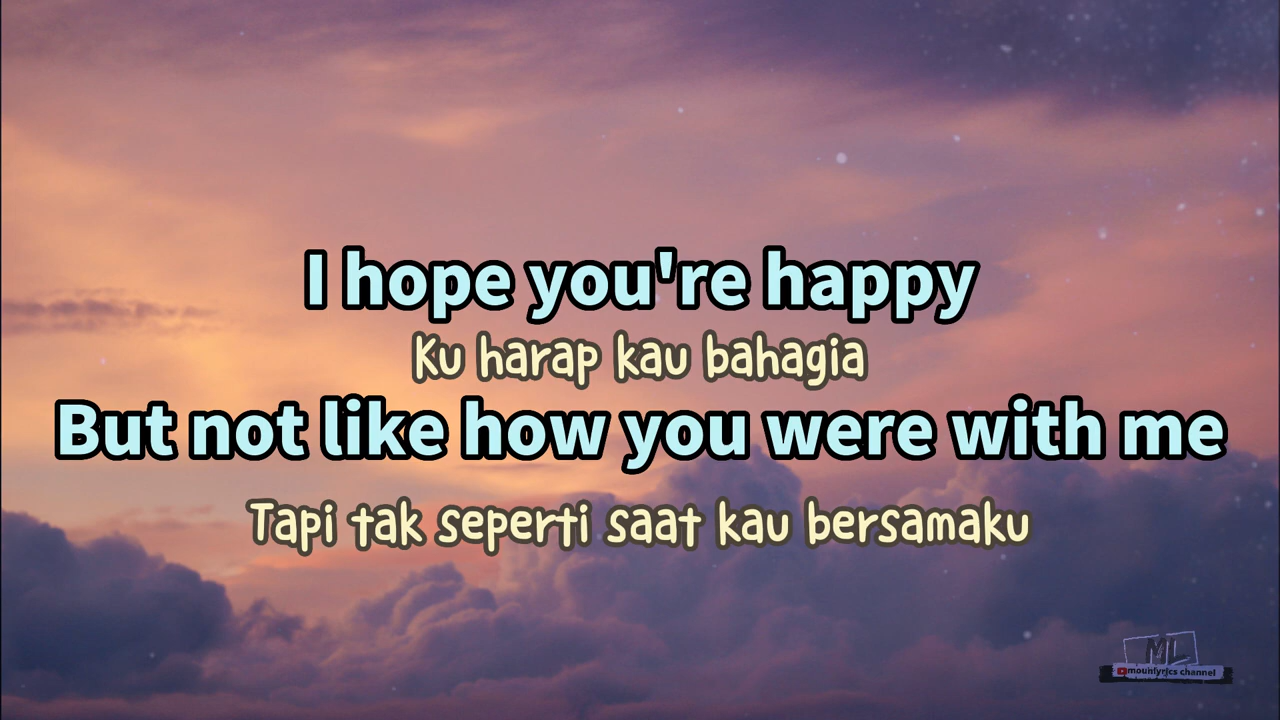 I hope you're happy
Ku harap kau bahagia
But not like how you were with me
Tapi tak seperti saat kau bersamaku
ML
mounlyrics channel